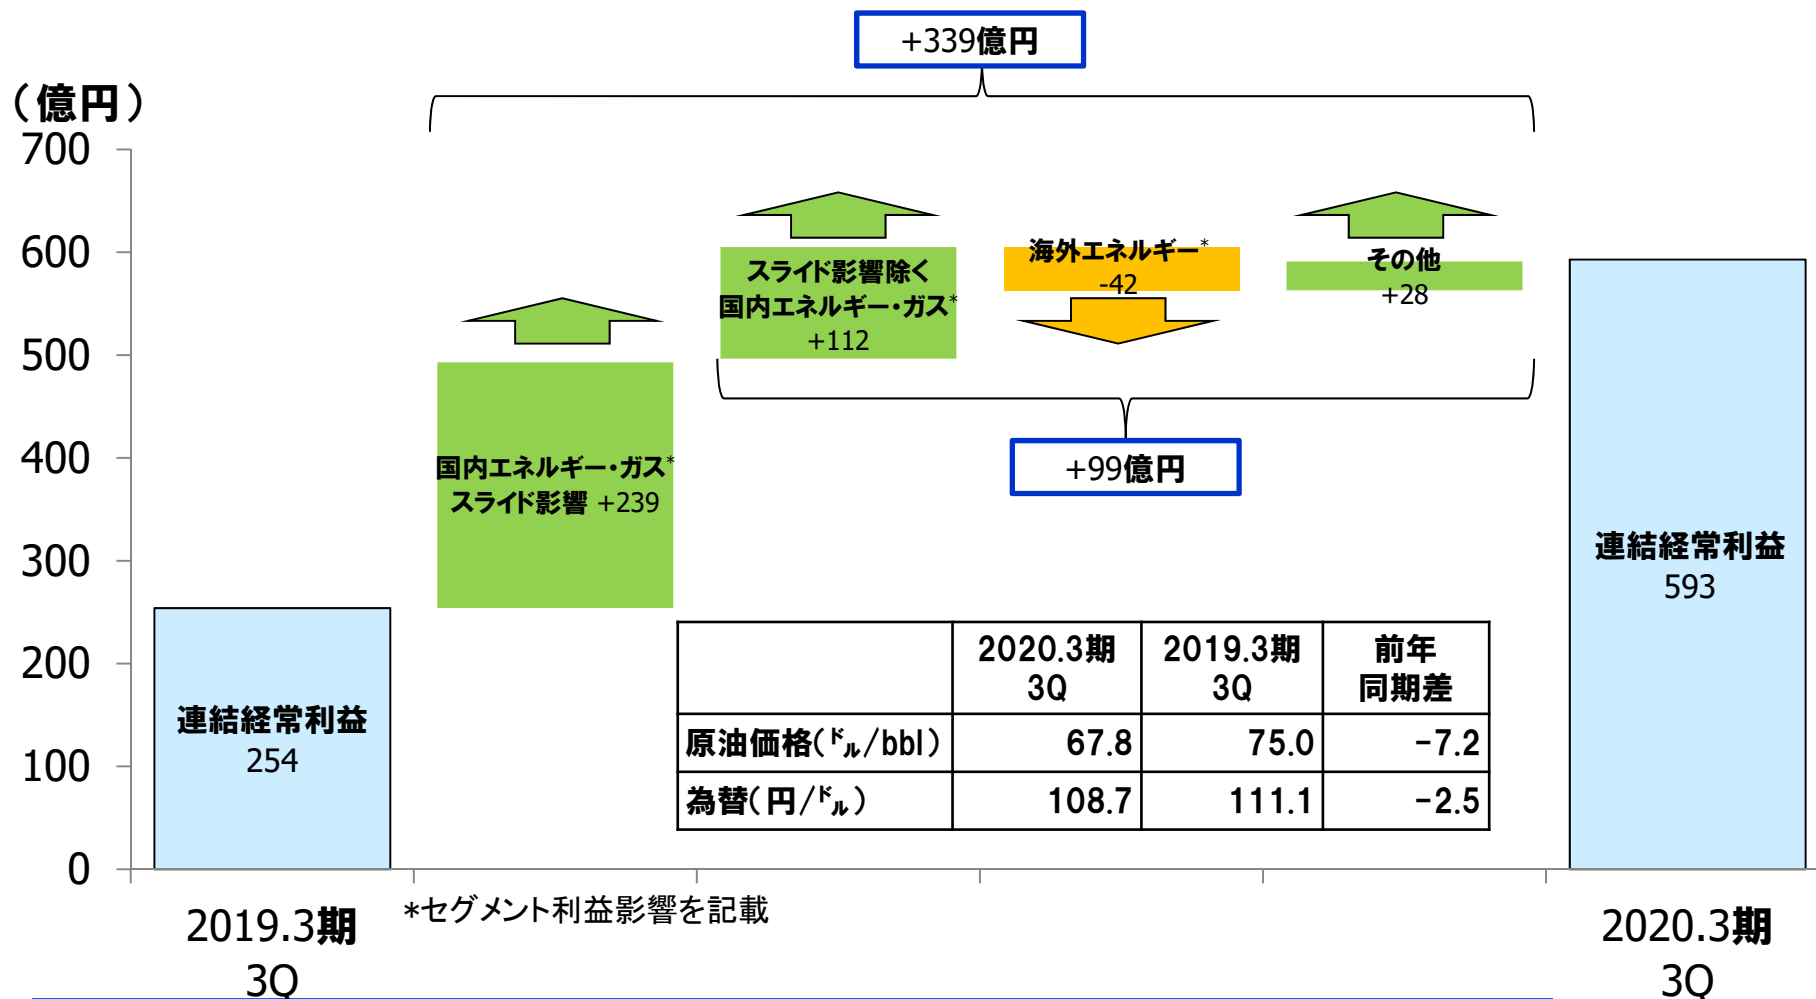 +339億円
（億円）
700
600
500
400
300
200
100
0
連結経常利益
254
国内エネルギー・ガス*
スライド影響 +239
スライド影響除く
国内エネルギー・ガス*
+112
海外エネルギー*
-42
その他
+28
+99億円
連結経常利益
593
2020.3期 2019.3期 前年
3Q 3Q 同期差
原油価格(ﾄﾞﾙ/bbl) 67.8 75.0 -7.2
為替(円/ﾄﾞﾙ) 108.7 111.1 -2.5
*セグメント利益影響を記載
2019.3期
3Q
2020.3期
3Q